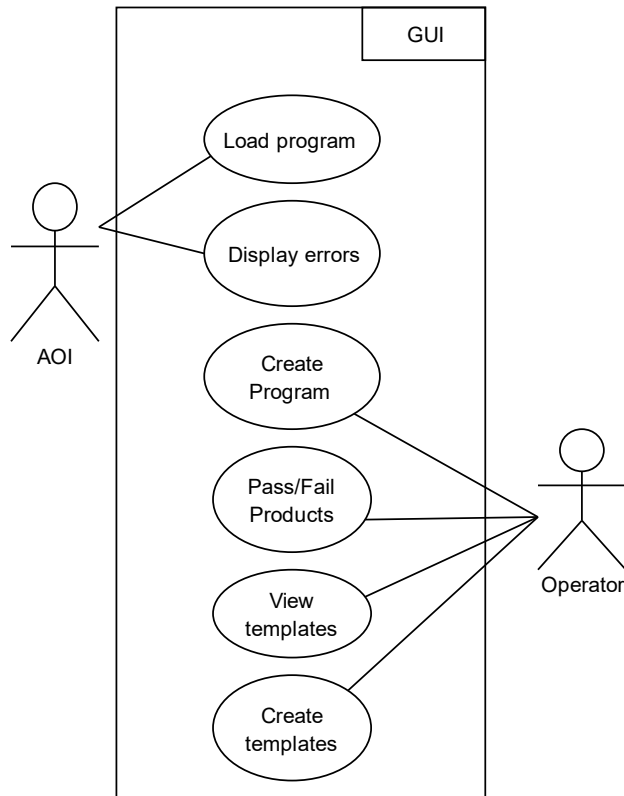 GUI
Load program
Display errors
AOI
Create
Program
Pass/Fail
Products
Operator
View
templates
Create
templates